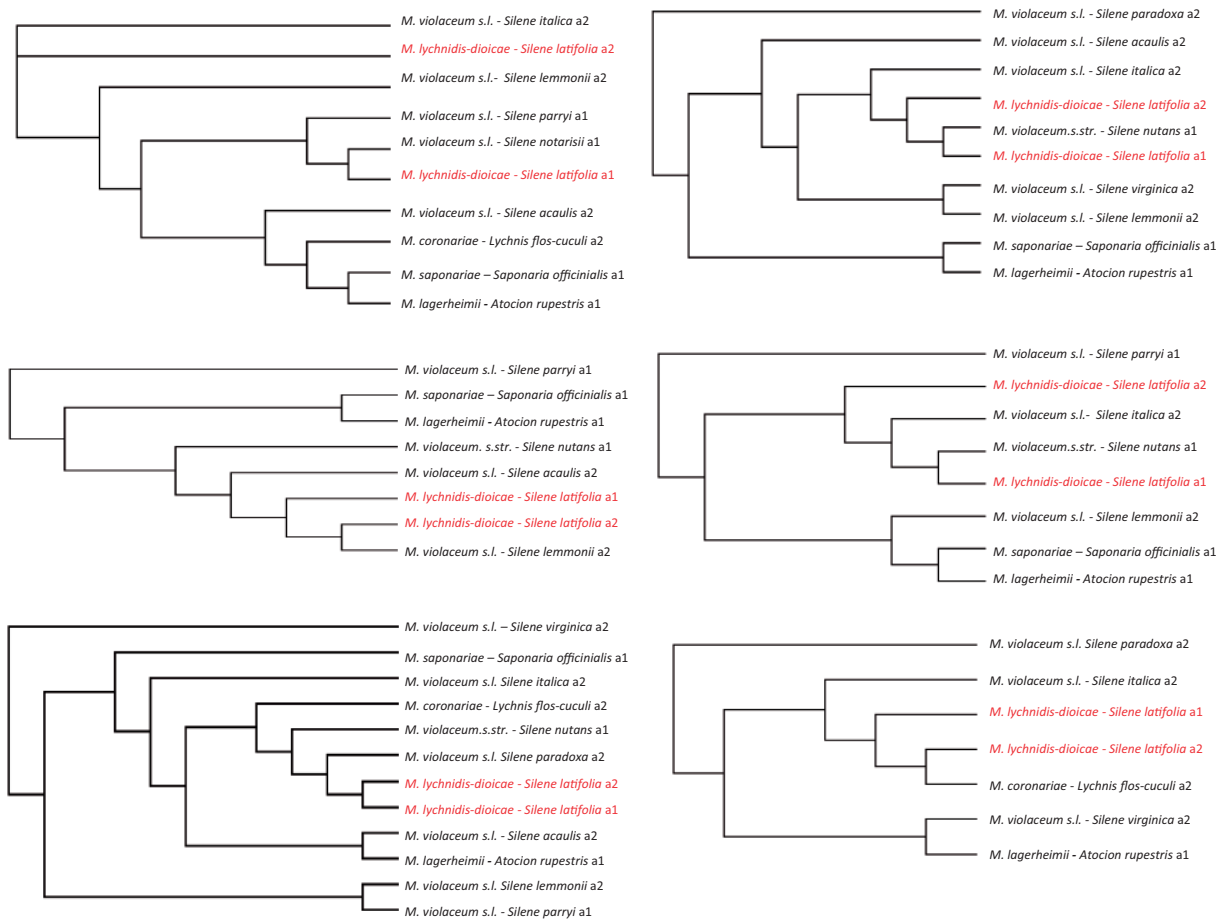 M. violaceum s.l. - Silene italica a2
M. lychnidis-dioicae - Silene latifolia a2
M. violaceum s.l.- Silene lemmonii a2
M. violaceum s.l. - Silene parryi a1
M. violaceum s.l. - Silene notarisii a1
M. lychnidis-dioicae - Silene latifolia a1
M. violaceum s.l. - Silene acaulis a2
M. coronariae - Lychnis flos-cuculi a2
M. saponariae – Saponaria officinialis a1
M. lagerheimii - Atocion rupestris a1
M. violaceum s.l. - Silene paradoxa a2
M. violaceum s.l. - Silene acaulis a2
M. violaceum s.l. - Silene italica a2
M. lychnidis-dioicae - Silene latifolia a2
M. violaceum.s.str. - Silene nutans a1
M. lychnidis-dioicae - Silene latifolia a1
M. violaceum s.l. - Silene virginica a2
M. violaceum s.l. - Silene lemmonii a2
M. saponariae – Saponaria officinialis a1
M. lagerheimii - Atocion rupestris a1
M. violaceum s.l. - Silene parryi a1
M. saponariae – Saponaria officinialis a1
M. lagerheimii - Atocion rupestris a1
M. violaceum. s.str. - Silene nutans a1
M. violaceum s.l. - Silene acaulis a2
M. lychnidis-dioicae - Silene latifolia a1
M. lychnidis-dioicae - Silene latifolia a2
M. violaceum s.l. - Silene lemmonii a2
M. violaceum s.l. - Silene parryi a1
M. lychnidis-dioicae - Silene latifolia a2
M. violaceum s.l.- Silene italica a2
M. violaceum.s.str. - Silene nutans a1
M. lychnidis-dioicae - Silene latifolia a1
M. violaceum s.l. - Silene lemmonii a2
M. saponariae – Saponaria officinialis a1
M. lagerheimii - Atocion rupestris a1
M. violaceum s.l. – Silene virginica a2
M. saponariae – Saponaria officinialis a1
M. violaceum s.l. Silene italica a2
M. coronariae - Lychnis flos-cuculi a2
M. violaceum.s.str. - Silene nutans a1
M. violaceum s.l. Silene paradoxa a2
M. lychnidis-dioicae - Silene latifolia a2
M. lychnidis-dioicae - Silene latifolia a1
M. violaceum s.l. - Silene acaulis a2
M. lagerheimii - Atocion rupestris a1
M. violaceum s.l. Silene lemmonii a2
M. violaceum s.l. - Silene parryi a1
M. violaceum s.l. Silene paradoxa a2
M. violaceum s.l. - Silene italica a2
M. lychnidis-dioicae - Silene latifolia a1
M. lychnidis-dioicae - Silene latifolia a2
M. coronariae - Lychnis flos-cuculi a2
M. violaceum s.l. - Silene virginica a2
M. lagerheimii - Atocion rupestris a1